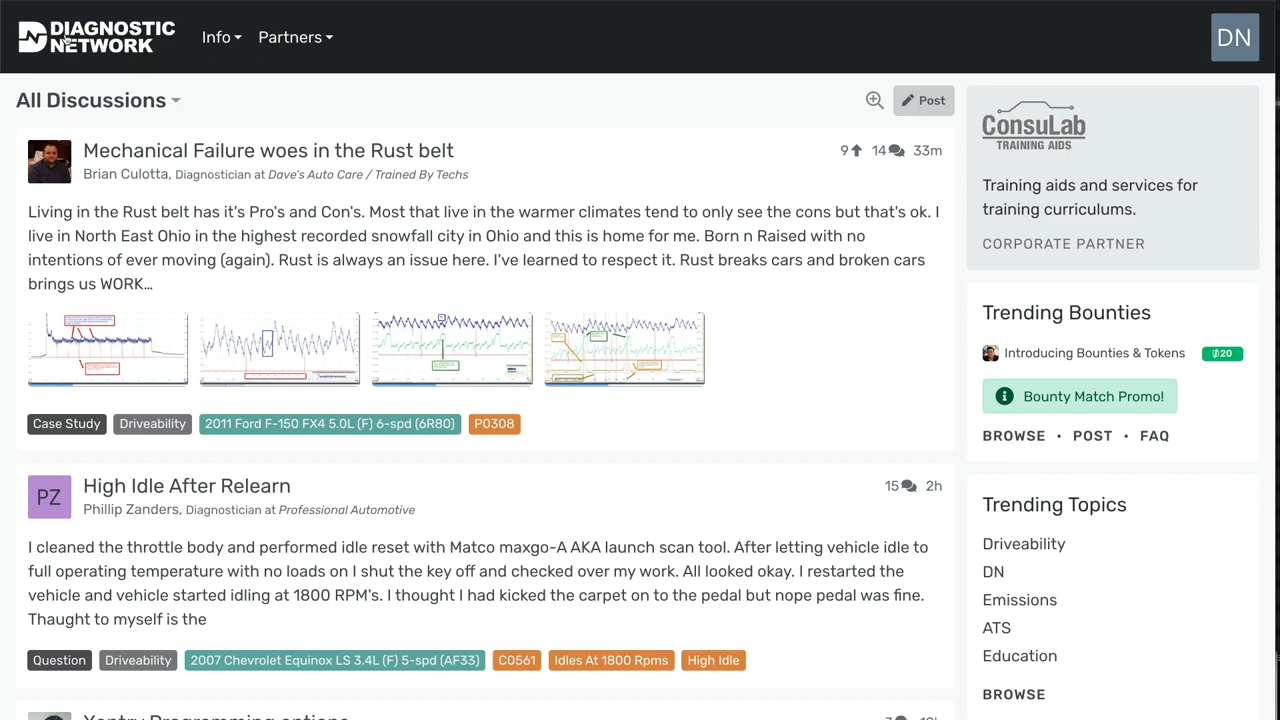 DIAGNOSTIC
NETWORK
Info
Partners
DN
All Discussions
Post
Mechanical Failure woes in the Rust belt
9 14 33m
Brian Culotta, Diagnostician at Dave's Auto Care / Trained By Techs
Living in the Rust belt has it's Pro's and Con's. Most that live in the warmer climates tend to only see the cons but that's ok. I
live in North East Ohio in the highest recorded snowfall city in Ohio and this is home for me. Born n Raised with no
intentions of ever moving (again). Rust is always an issue here. I've learned to respect it. Rust breaks cars and broken cars
brings us WORK…
Case Study
Driveability
2011 Ford F-150 FX4 5.0L (F) 6-spd (6R80)
P0308
PZ
High Idle After Relearn
15 2h
Phillip Zanders, Diagnostician at Professional Automotive
I cleaned the throttle body and performed idle reset with Matco maxgo-A AKA launch scan tool. After letting vehicle idle to
full operating temperature with no loads on I shut the key off and checked over my work. All looked okay. I restarted the
vehicle and vehicle started idling at 1800 RPM's. I thought I had kicked the carpet on to the pedal but nope pedal was fine.
Thaught to myself is the
Question
Driveability
2007 Chevrolet Equinox LS 3.4L (F) 5-spd (AF33)
C0561
Idles At 1800 Rpms
High Idle
Xentry Programming options
ConsuLab
TRAINING AIDS
Training aids and services for
training curriculums.
CORPORATE PARTNER
Trending Bounties
Introducing Bounties & Tokens
20
Bounty Match Promo!
BROWSE • POST • FAQ
Trending Topics
Driveability
DN
Emissions
ATS
Education
BROWSE